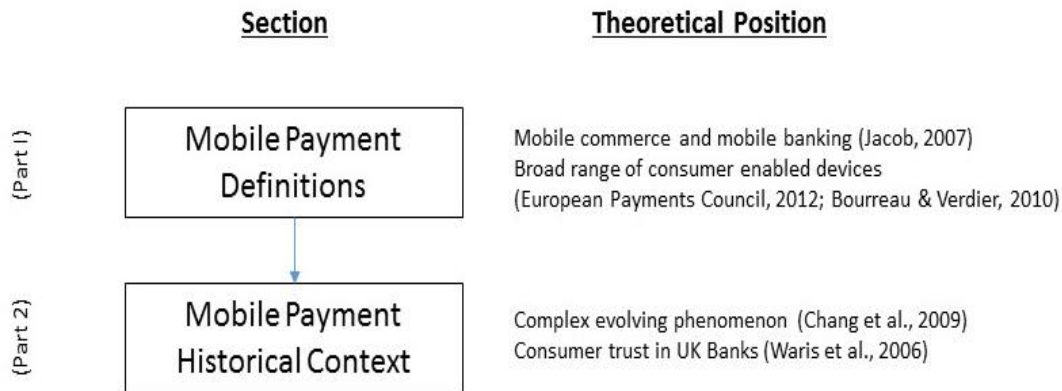 Section
Theoretical Position
(Part I)
Mobile Payment
Definitions
Mobile commerce and mobile banking (Jacob, 2007)
Broad range of consumer enabled devices
(European Payments Council, 2012; Bourreau & Verdier, 2010)
(Part 2)
Mobile Payment
Historical Context
Complex evolving phenomenon (Chang et al., 2009)
Consumer trust in UK Banks (Waris et al., 2006)